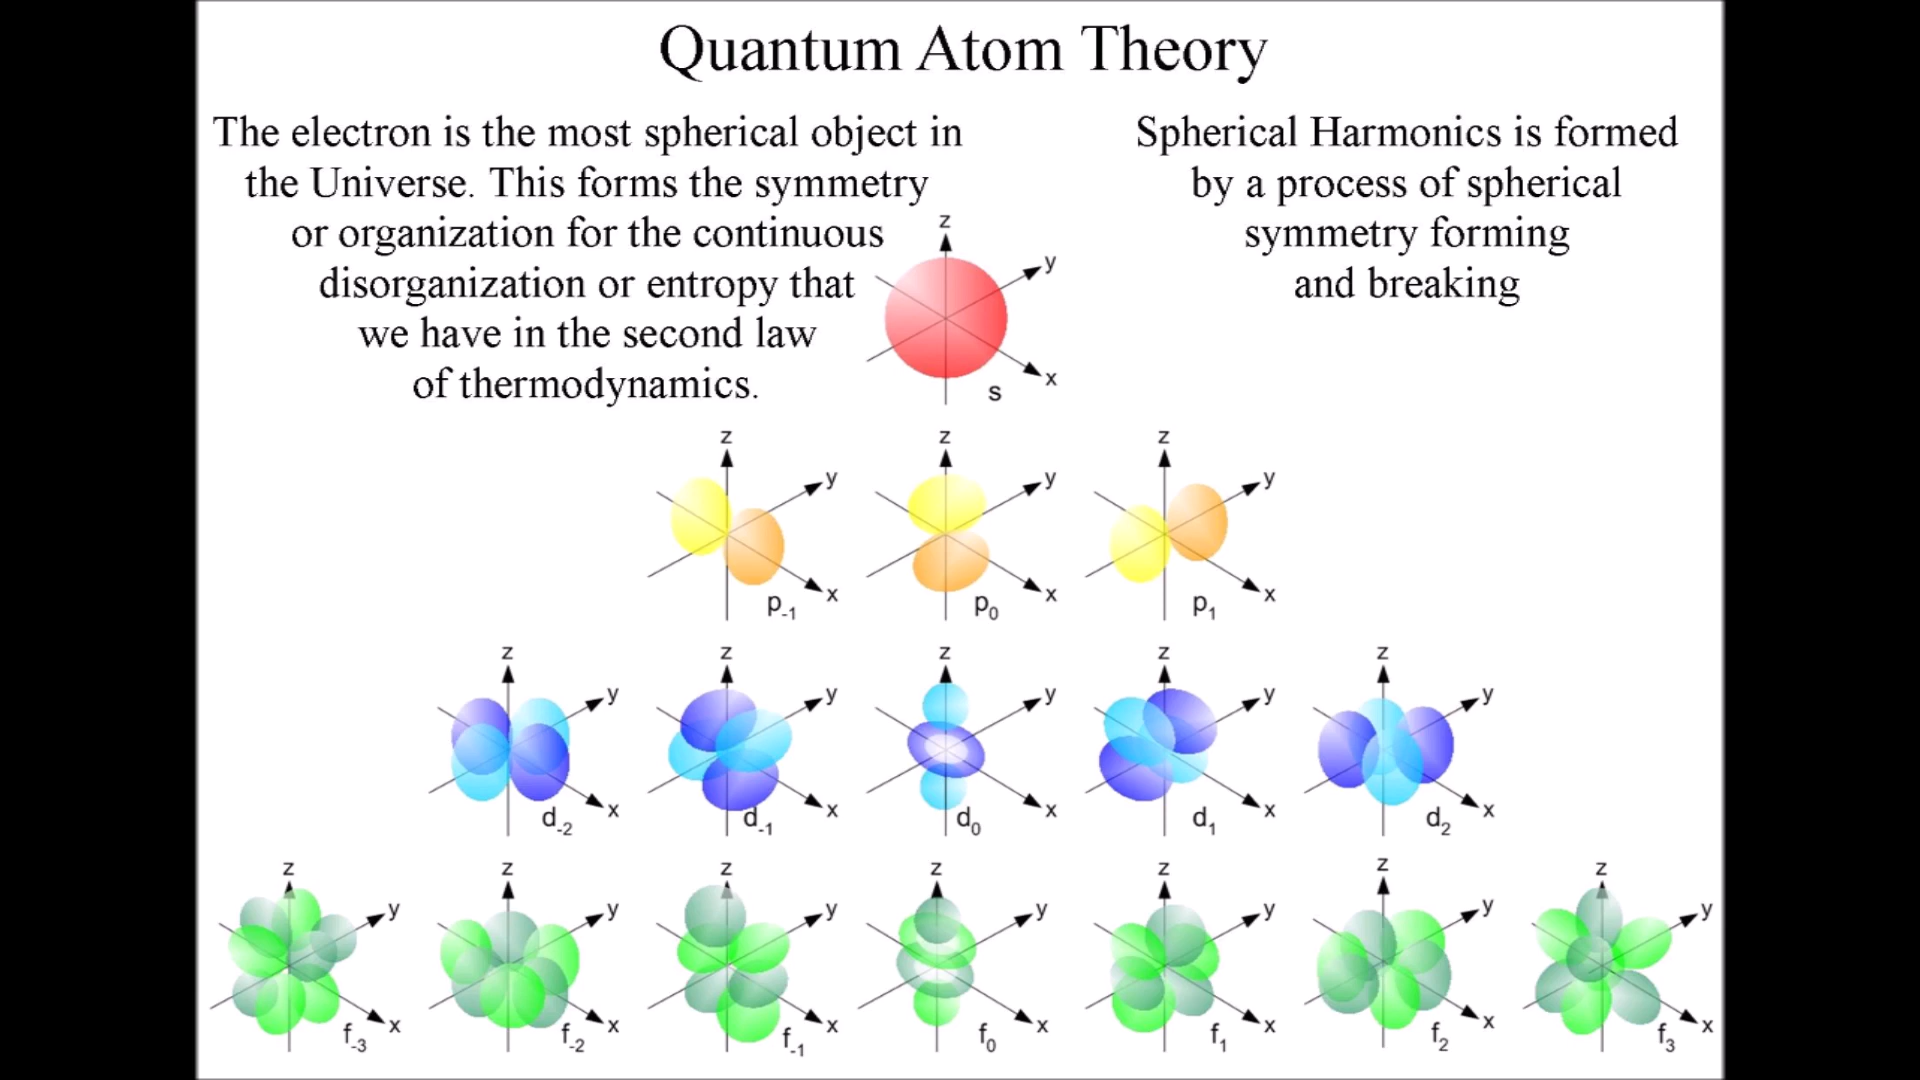 Quantum Atom Theory
The electron is the most spherical object in
the Universe. This forms the symmetry
or organization for the continuous
disorganization or entropy that
we have in the second law
of thermodynamics.
Spherical Harmonics is formed
by a process of spherical
symmetry forming
and breaking
z
y
x
s
z
y
x
p-1
z
y
x
p0
z
y
x
p1
z
y
x
d-2
z
y
x
d-1
z
y
x
d0
z
y
x
d1
z
y
x
d2
z
y
x
f-3
z
y
x
f-2
z
y
x
f-1
z
y
x
f0
z
y
x
f1
z
y
x
f2
z
y
x
f3